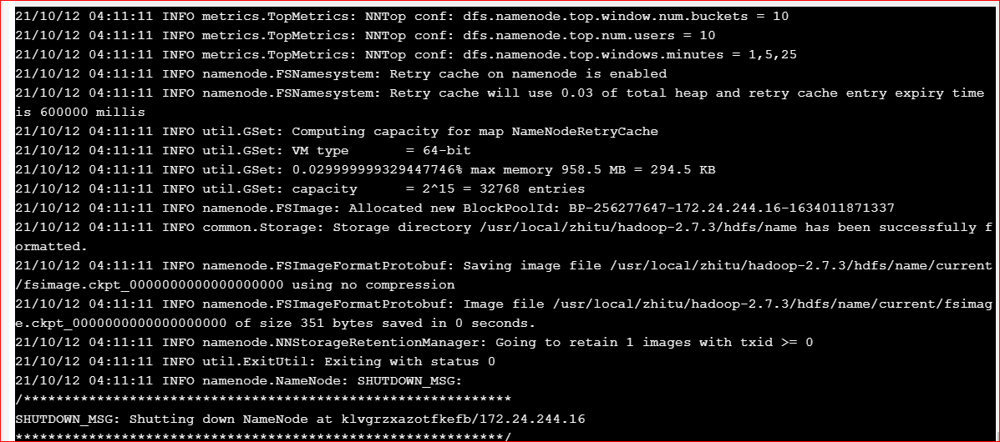 21/10/12 04:11:11 INFO metrics.TopMetrics: NNTop conf: dfs.namenode.top.window.num.buckets = 10
21/10/12 04:11:11 INFO metrics.TopMetrics: NNTop conf: dfs.namenode.top.num.users = 10
21/10/12 04:11:11 INFO metrics.TopMetrics: NNTop conf: dfs.namenode.top.windows.minutes = 1,5,25
21/10/12 04:11:11 INFO namenode.FSNamesystem: Retry cache on namenode is enabled
21/10/12 04:11:11 INFO namenode.FSNamesystem: Retry cache will use 0.03 of total heap and retry cache entry expiry time
is 600000 millis
21/10/12 04:11:11 INFO util.GSet: Computing capacity for map NameNodeRetryCache
21/10/12 04:11:11 INFO util.GSet: VM type       = 64-bit
21/10/12 04:11:11 INFO util.GSet: 0.029999999329447746% max memory 958.5 MB = 294.5 KB
21/10/12 04:11:11 INFO util.GSet: capacity      = 2^15 = 32768 entries
21/10/12 04:11:11 INFO namenode.FSImage: Allocated new BlockPoolId: BP-256277647-172.24.244.16-1634011871337
21/10/12 04:11:11 INFO common.Storage: Storage directory /usr/local/zhitu/hadoop-2.7.3/hdfs/name has been successfully f
ormatted.
21/10/12 04:11:11 INFO namenode.FSImageFormatProtobuf: Saving image file /usr/local/zhitu/hadoop-2.7.3/hdfs/name/current
/fsimage.ckpt_0000000000000000000 using no compression
21/10/12 04:11:11 INFO namenode.FSImageFormatProtobuf: Image file /usr/local/zhitu/hadoop-2.7.3/hdfs/name/current/fsimag
e.ckpt_0000000000000000000 of size 351 bytes saved in 0 seconds.
21/10/12 04:11:11 INFO namenode.NNStorageRetentionManager: Going to retain 1 images with txid >= 0
21/10/12 04:11:11 INFO util.ExitUtil: Exiting with status 0
21/10/12 04:11:11 INFO namenode.NameNode: SHUTDOWN_MSG:
/************************************************************
SHUTDOWN_MSG: Shutting down NameNode at klvgrzxazotfkefb/172.24.244.16
************************************************************/